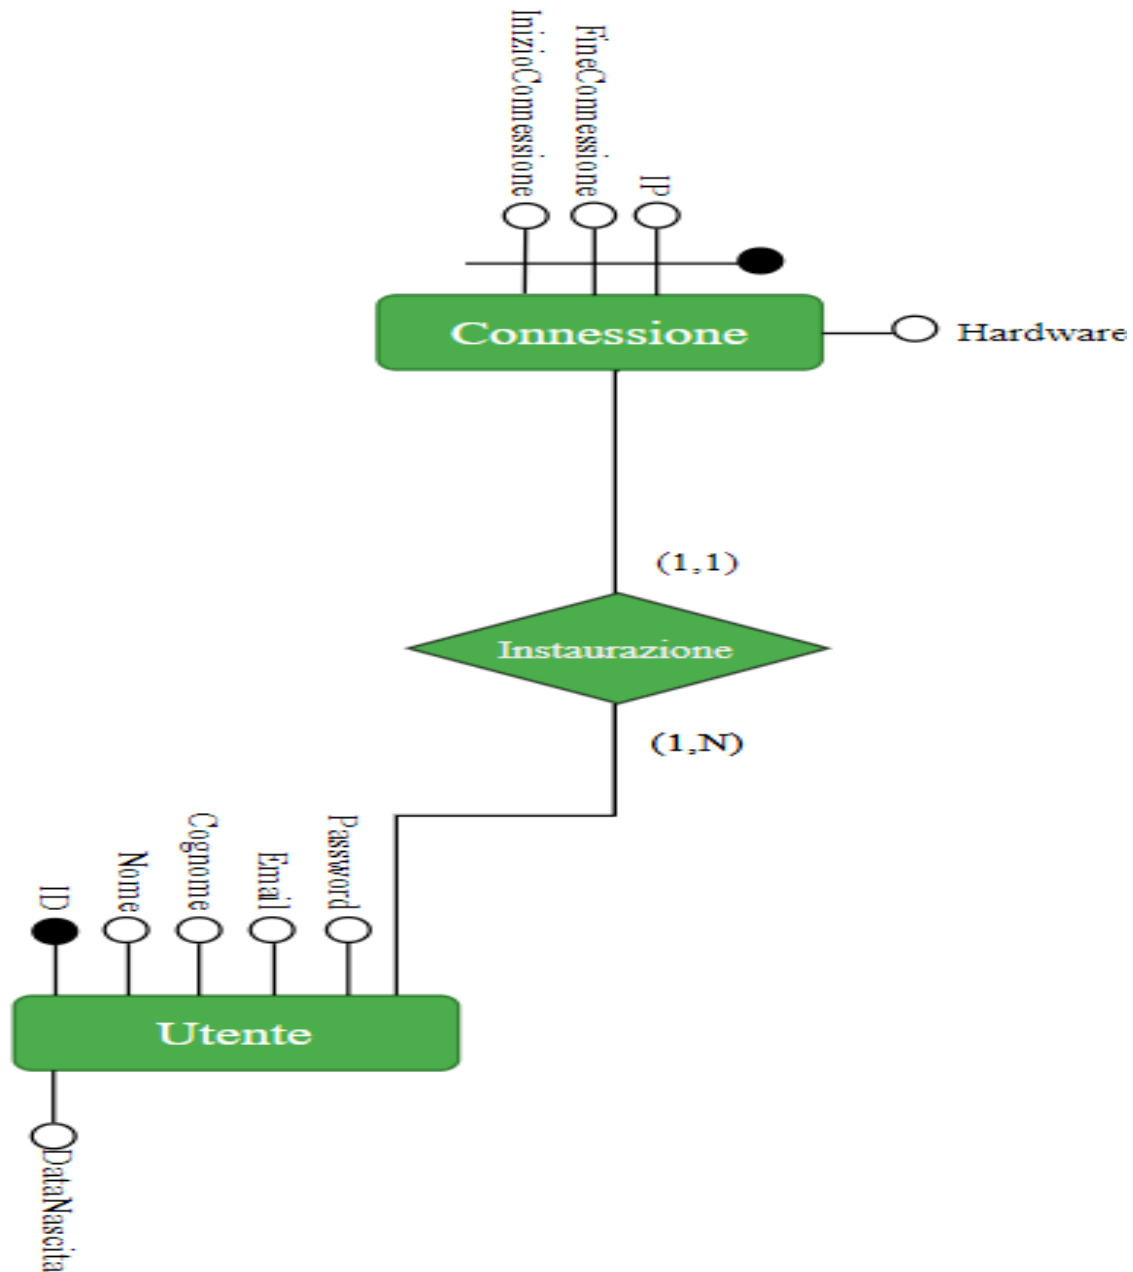 InizioConnessione
FineConnessione
IP
Connessione
Hardware
(1,1)
Instaurazione
(1,N)
ID
Nome
Cognome
Email
Password
Utente
DataNascita